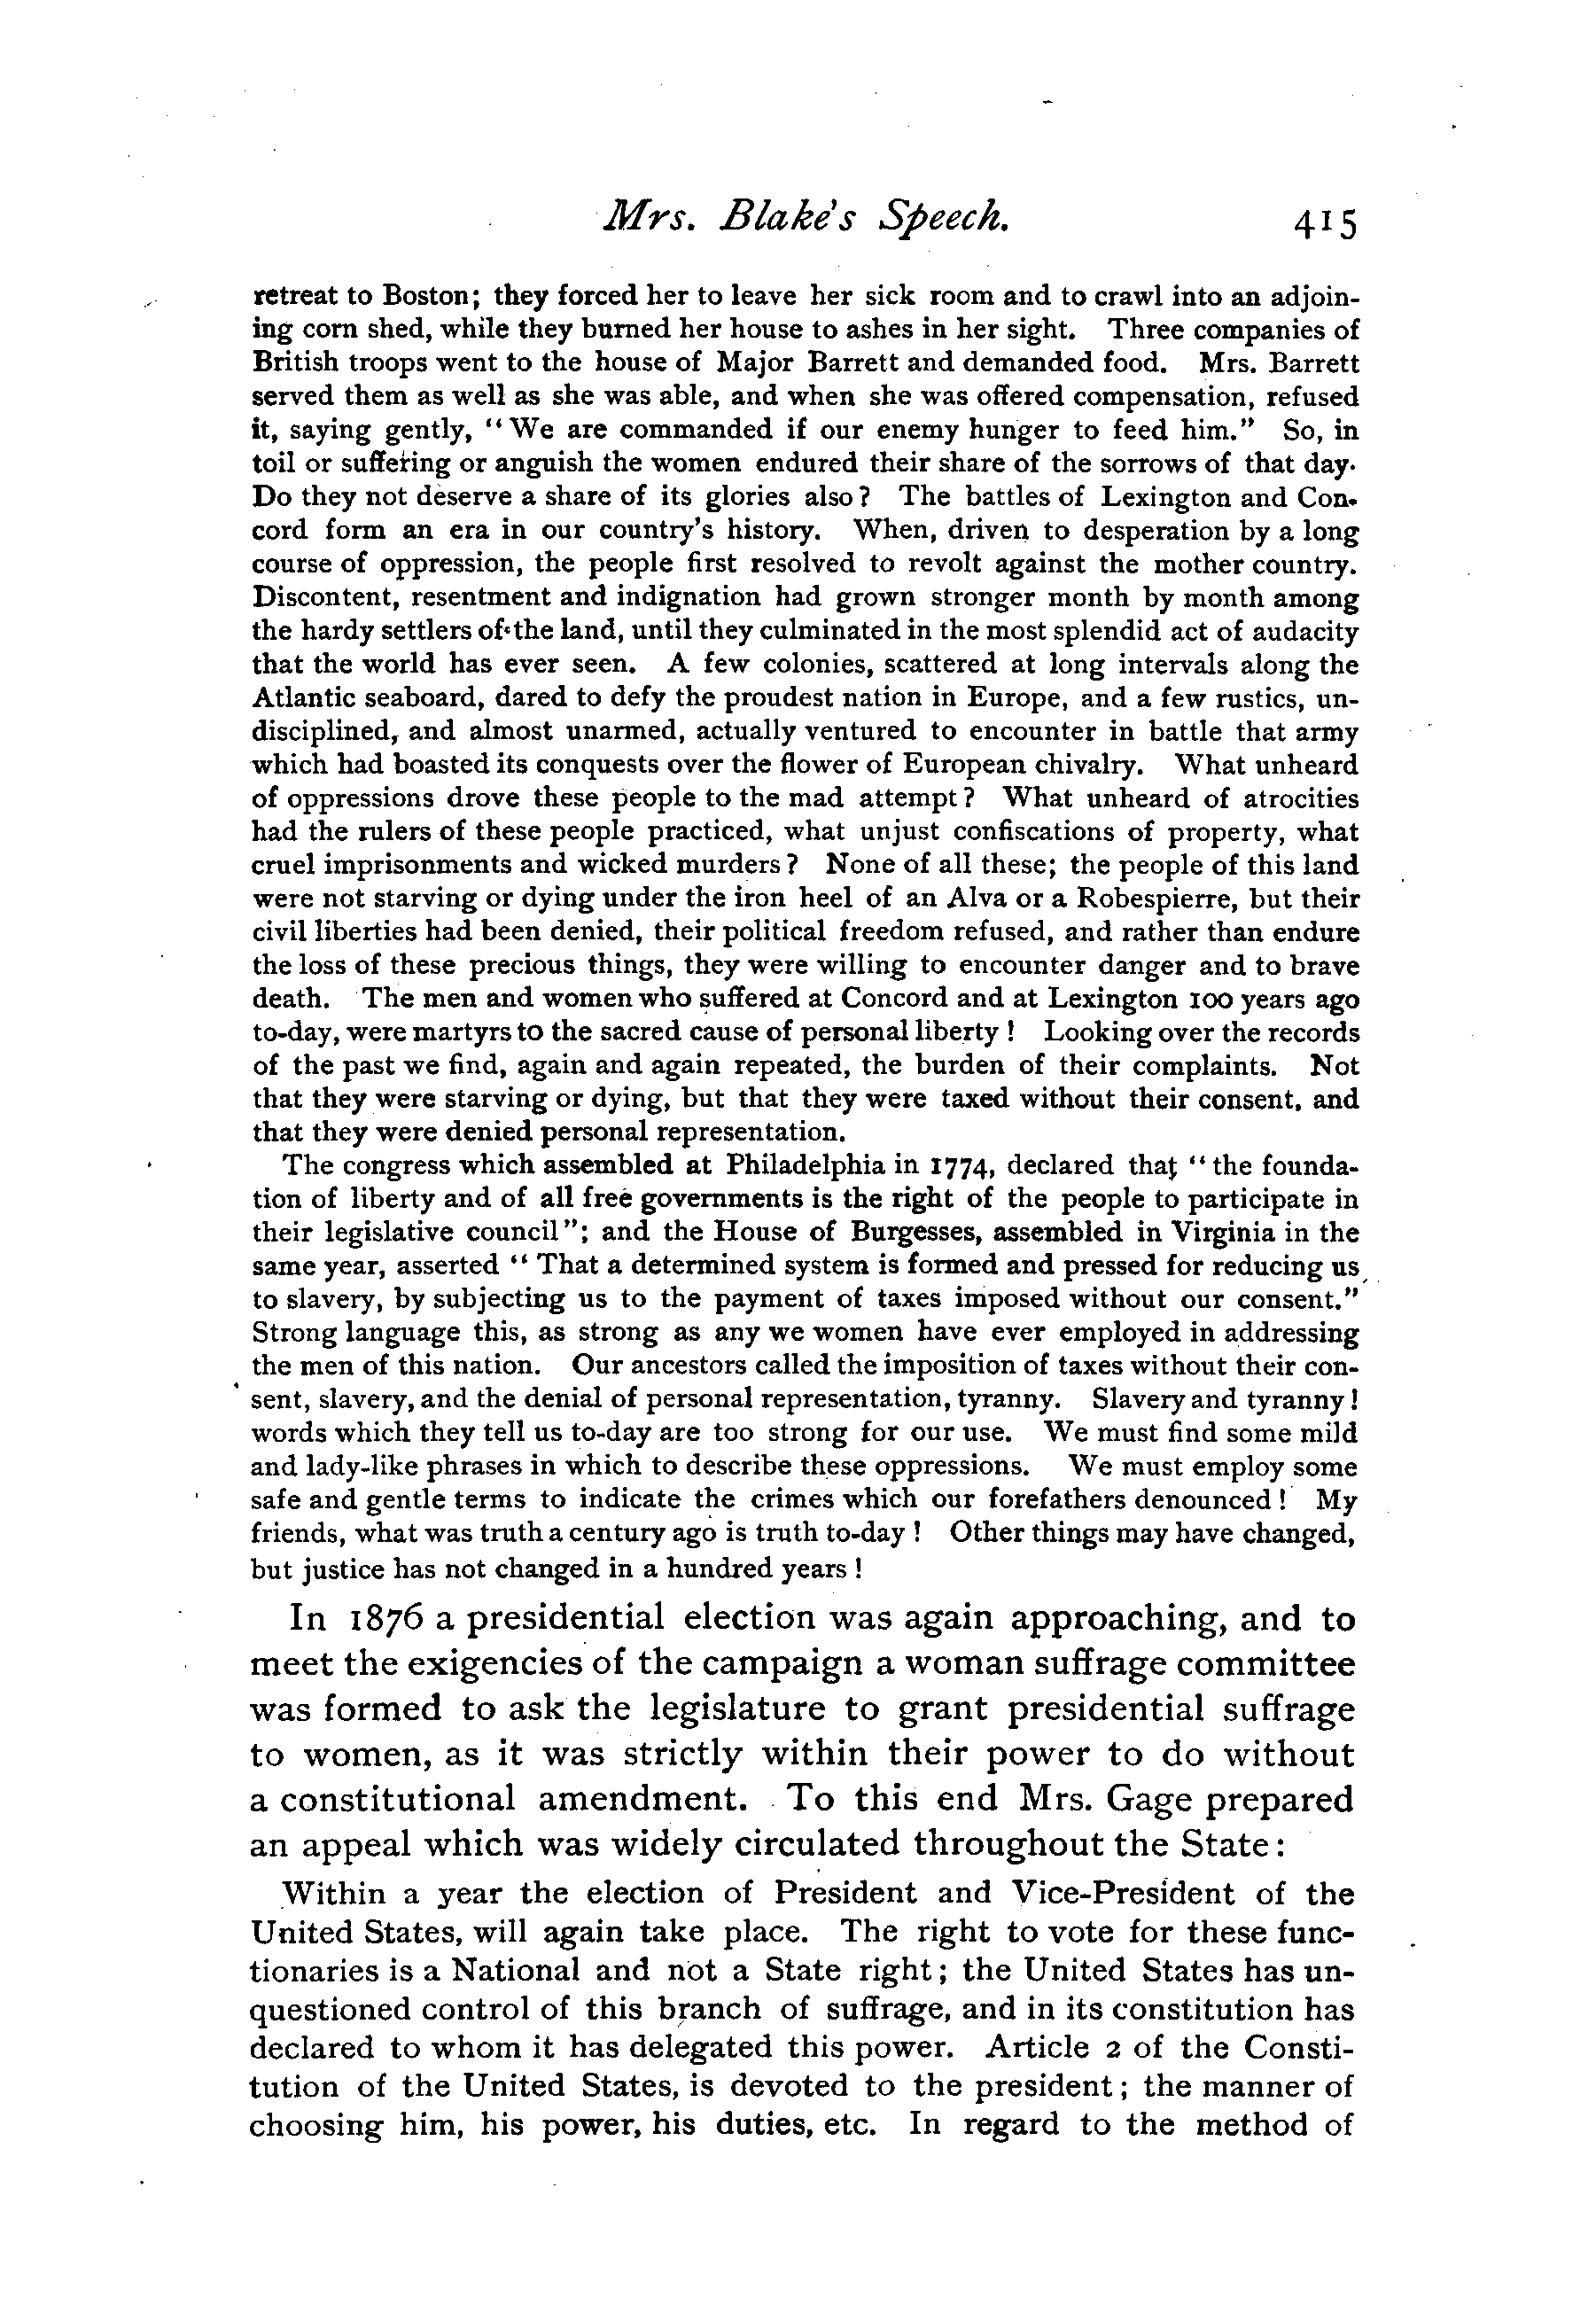 Mrs. Blake's Speech. 415
retreat to Boston; they forced her to leave her sick room and to crawl into an adjoin-
ing corn shed, while they burned her house to ashes in her sight. Three companies of
British troops went to the house of Major Barrett and demanded food. Mrs. Barrett
served them as well as she was able, and when she was offered compensation, refused
it, saying gently, "We are commanded if our enemy hunger to feed him." So, in
toil or suffering or anguish the women endured their share of the sorrows of that day.
Do they not deserve a share of its glories also? The battles of Lexington and Con-
cord form an era in our country's history. When, driven to desperation by a long
course of oppression, the people first resolved to revolt against the mother country.
Discontent, resentment and indignation had grown stronger month by month among
the hardy settlers of the land, until they culminated in the most splendid act of audacity
that the world has ever seen. A few colonies, scattered at long intervals along the
Atlantic seaboard, dared to defy the proudest nation in Europe, and a few rustics, un-
disciplined, and almost unarmed, actually ventured to encounter in battle that army
which had boasted its conquests over the flower of European chivalry. What unheard
of oppressions drove these people to the mad attempt? What unheard of atrocities
had the rulers of these people practiced, what unjust confiscations of property, what
cruel imprisonments and wicked murders? None of all these; the people of this land
were not starving or dying under the iron heel of an Alva or a Robespierre, but their
civil liberties had been denied, their political freedom refused, and rather than endure
the loss of these precious things, they were willing to encounter danger and to brave
death. The men and women who suffered at Concord and at Lexington 100 years ago
to-day, were martyrs to the sacred cause of personal liberty! Looking over the records
of the past we find, again and again repeated, the burden of their complaints. Not
that they were starving or dying, but that they were taxed without their consent, and
that they were denied personal representation.
The congress which assembled at Philadelphia in 1774, declared that "the founda-
tion of liberty and of all free governments is the right of the people to participate in
their legislative council"; and the House of Burgesses, assembled in Virginia in the
same year, asserted "That a determined system is formed and pressed for reducing us
to slavery, by subjecting us to the payment of taxes imposed without our consent."
Strong language this, as strong as any we women have ever employed in addressing
the men of this nation. Our ancestors called the imposition of taxes without their con-
sent, slavery, and the denial of personal representation, tyranny. Slavery and tyranny!
words which they tell us to-day are too strong for our use. We must find some mild
and lady-like phrases in which to describe these oppressions. We must employ some
safe and gentle terms to indicate the crimes which our forefathers denounced! My
friends, what was truth a century ago is truth to-day! Other things may have changed,
but justice has not changed in a hundred years!
In 1876 a presidential election was again approaching, and to
meet the exigencies of the campaign a woman suffrage committee
was formed to ask the legislature to grant presidential suffrage
to women, as it was strictly within their power to do without
a constitutional amendment. To this end Mrs. Gage prepared
an appeal which was widely circulated throughout the State:
Within a year the election of President and Vice-President of the
United States, will again take place. The right to vote for these func-
tionaries is a National and not a State right; the United States has un-
questioned control of this branch of suffrage, and in its constitution has
declared to whom it has delegated this power. Article 2 of the Consti-
tution of the United States, is devoted to the president; the manner of
choosing him, his power, his duties, etc. In regard to the method of